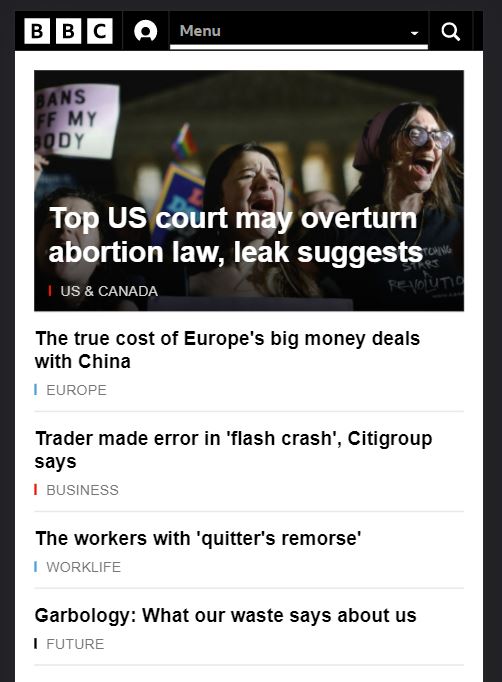 BBC
Menu
BANS
OFF MY
BODY
Top US court may overturn
abortion law, leak suggests
US & CANADA
The true cost of Europe's big money deals
with China
EUROPE
Trader made error in 'flash crash', Citigroup
says
BUSINESS
The workers with 'quitter's remorse'
WORKLIFE
Garbology: What our waste says about us
FUTURE